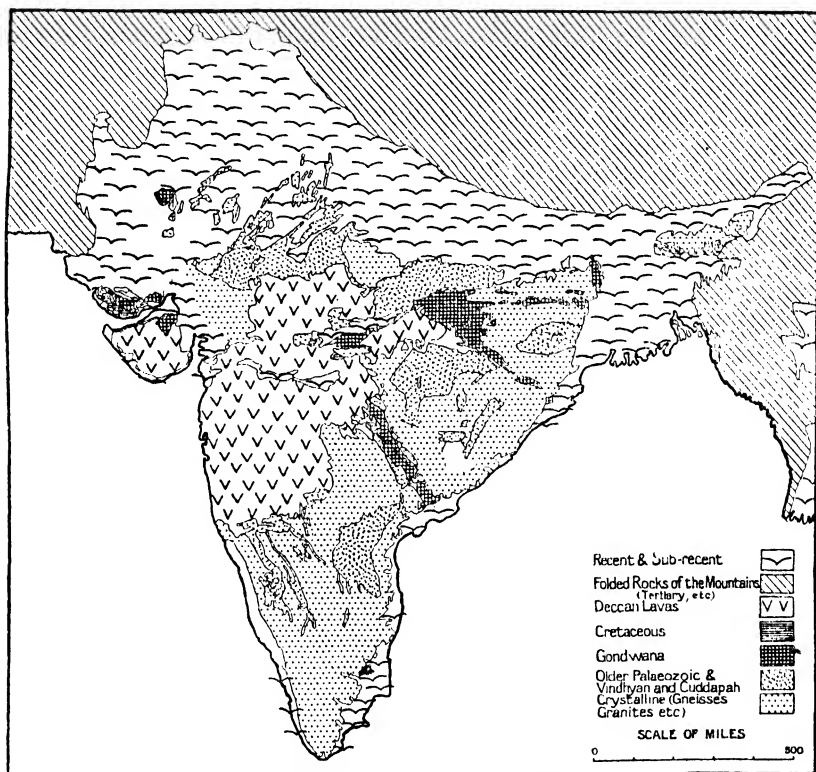 Recent & Sub-recent
Folded Rocks of the Mountains
(Tertiary, etc)
Deccan Lavas
Cretaceous
Gondwana
Older Palaeozoic &
Vindhyan and Cuddapah
Crystalline (Gneisses
Granites etc)
SCALE OF MILES
0 500